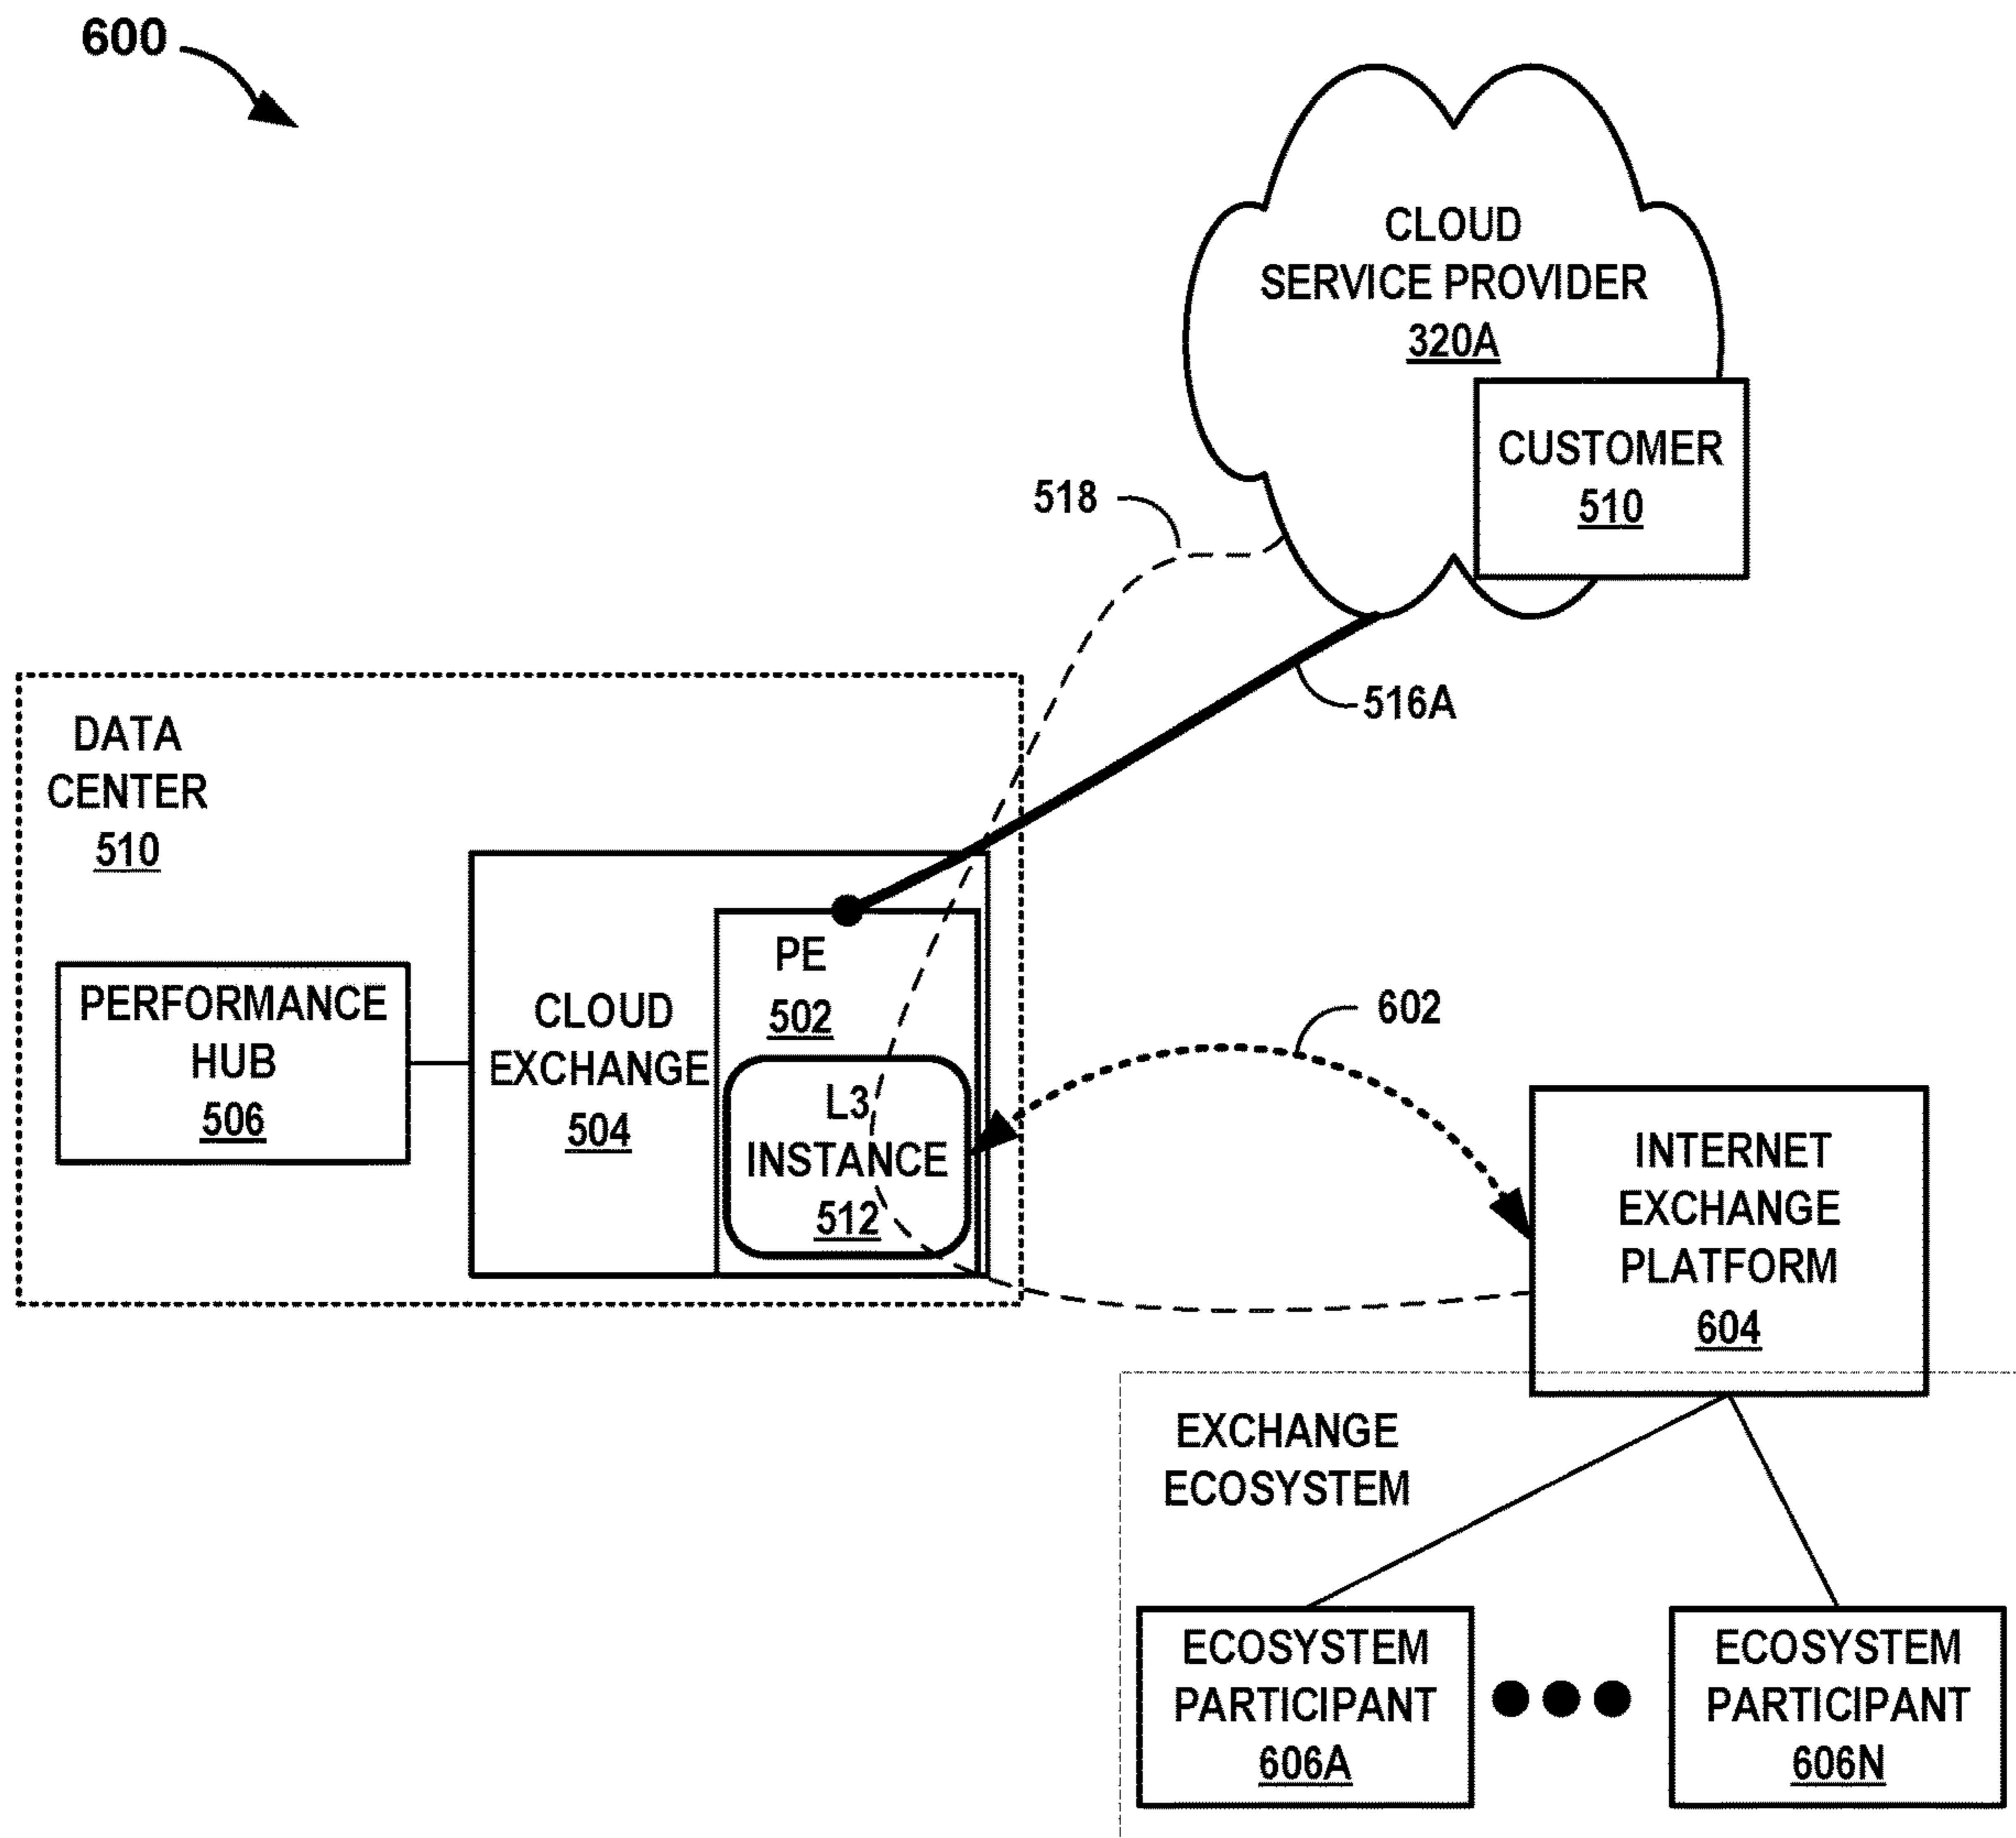 600
CLOUD
SERVICE PROVIDER
320A
CUSTOMER
510
518
516A
DATA
CENTER
510
PE
502
PERFORMANCE
HUB
506
CLOUD
EXCHANGE
504
L3
INSTANCE
512
602
INTERNET
EXCHANGE
PLATFORM
604
EXCHANGE
ECOSYSTEM
ECOSYSTEM
PARTICIPANT
606A
ECOSYSTEM
PARTICIPANT
606N